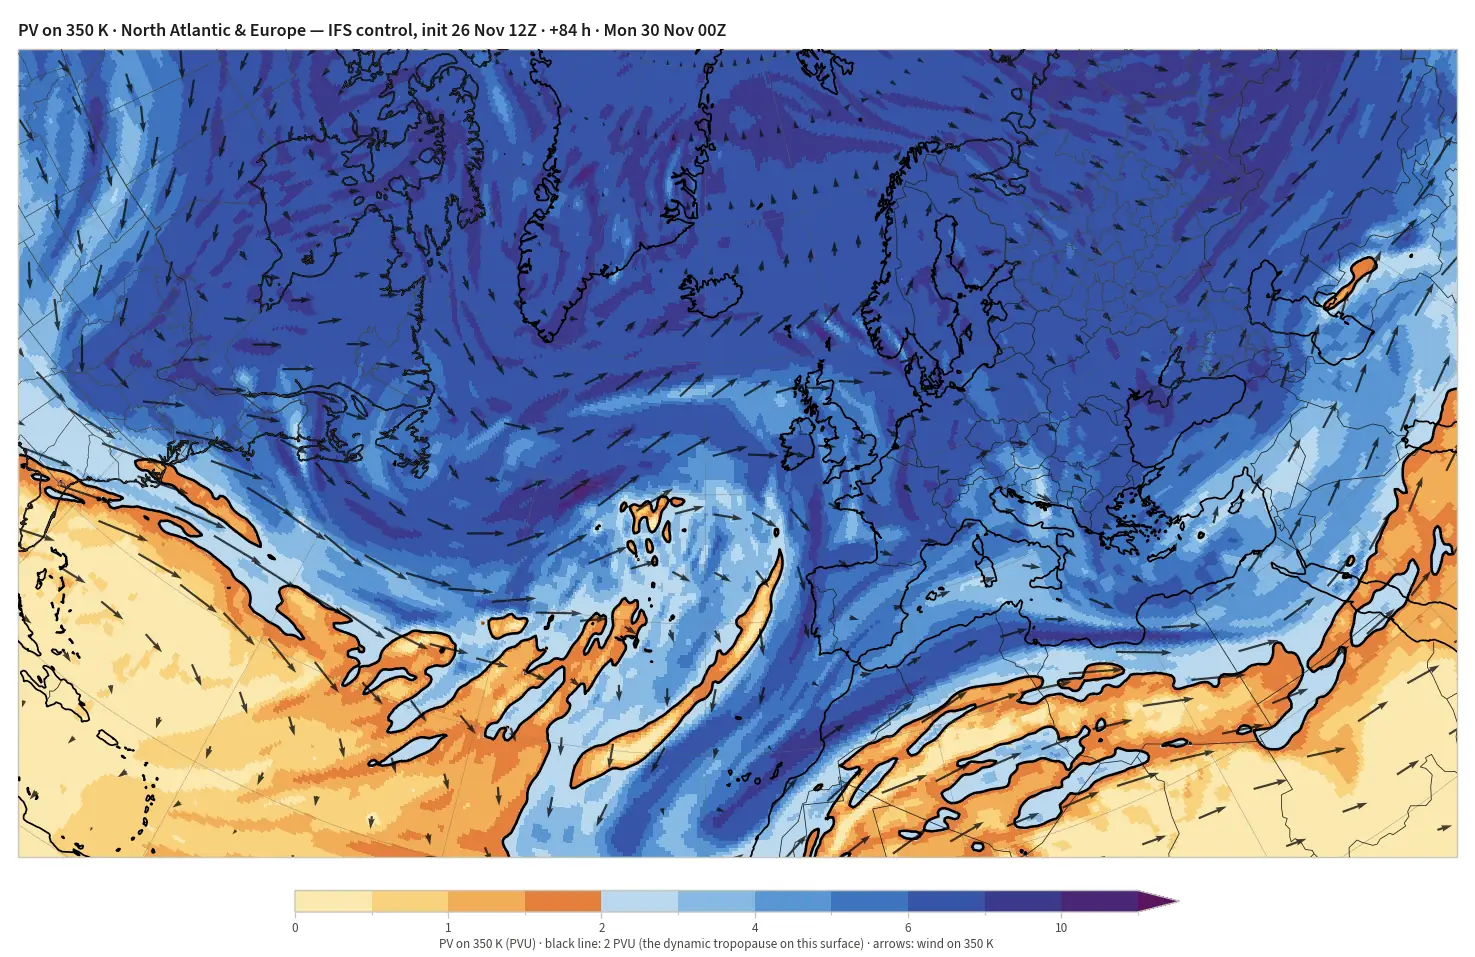 PV on 350 K · North Atlantic & Europe — IFS control, init 26 Nov 12Z · +84 h · Mon 30 Nov 00Z
0 1 2 4 6 10
PV on 350 K (PVU) · black line: 2 PVU (the dynamic tropopause on this surface) · arrows: wind on 350 K